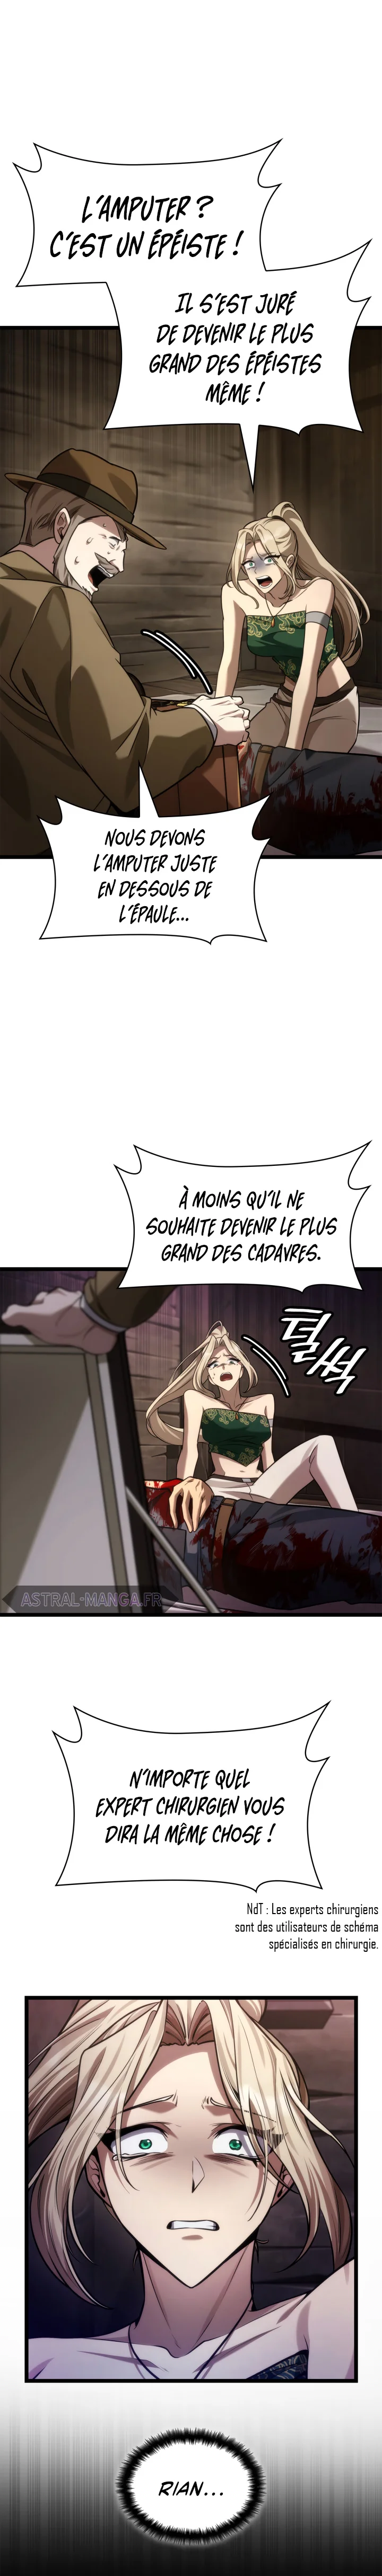 L'AMPUTER ?
C'EST UN ÉPÉISTE !
IL S'EST JURÉ
DE DEVENIR LE PLUS
GRAND DES ÉPÉISTES
MÊME !
NOUS DEVONS
L'AMPUTER JUSTE
EN DESSOUS DE
L'ÉPAULE...
À MOINS QU'IL NE
SOUHAITE DEVENIR LE PLUS
GRAND DES CADAVRES.
털썩
ASTRAL-MANGA.FR
N'IMPORTE QUEL
EXPERT CHIRURGIEN VOUS
DIRA LA MÊME CHOSE !
NdT : Les experts chirurgiens
sont des utilisateurs de schéma
spécialisés en chirurgie.
RIAN...